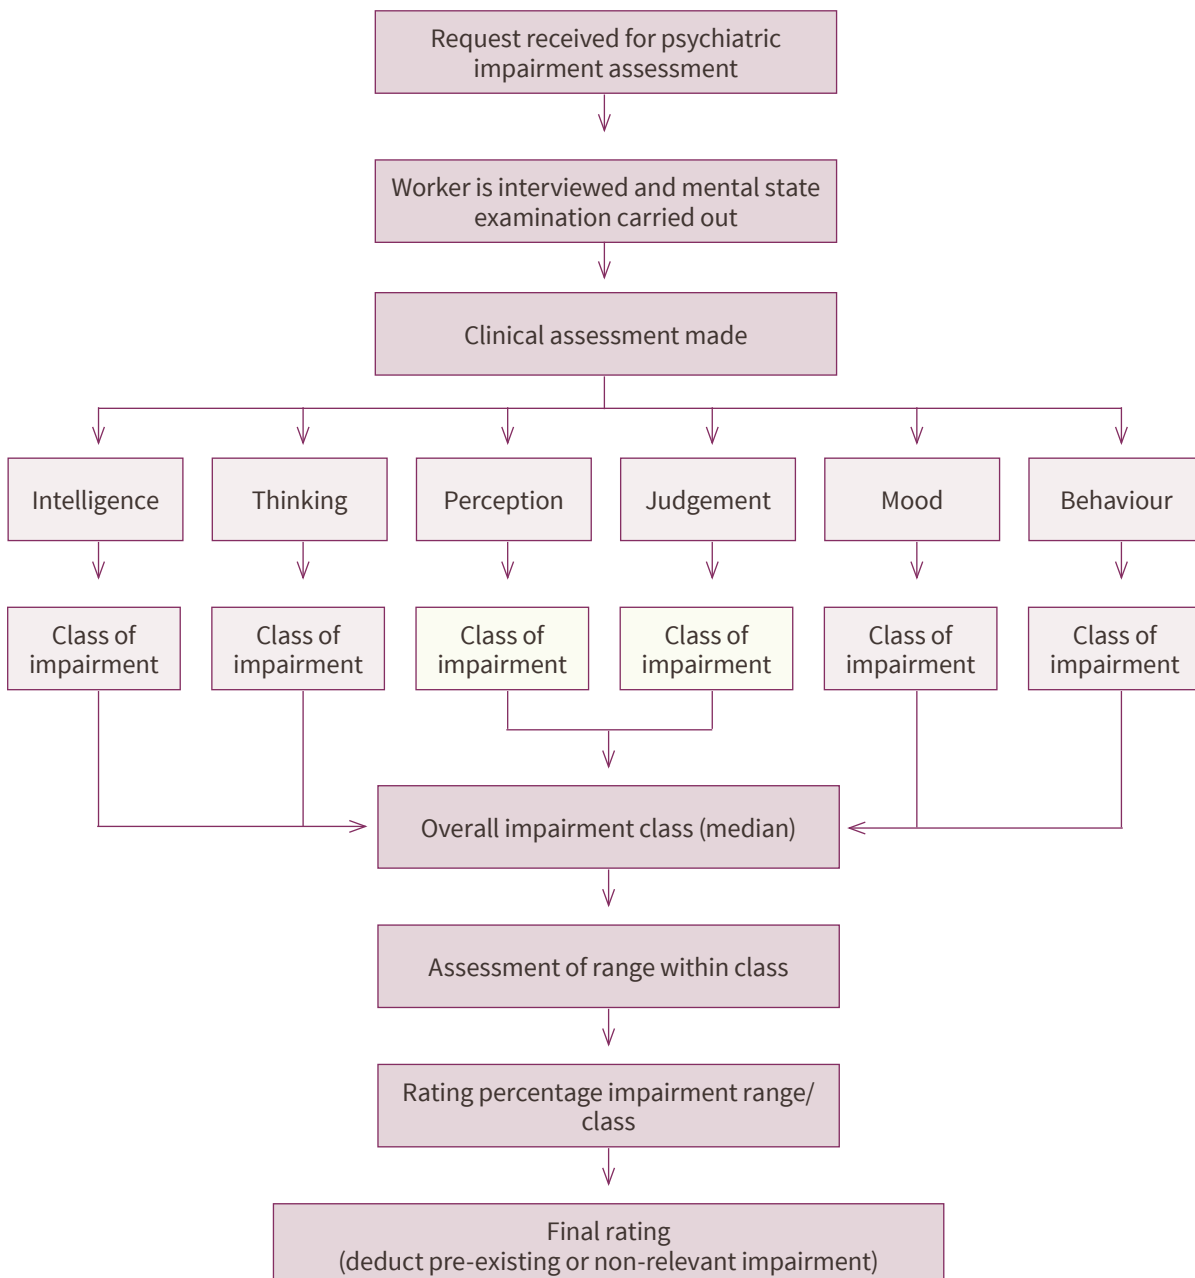 Request received for psychiatric
impairment assessment
Worker is interviewed and mental state
examination carried out
Clinical assessment made
Intelligence
Thinking
Perception
Judgement
Mood
Behaviour
Class of
impairment
Class of
impairment
Class of
impairment
Class of
impairment
Class of
impairment
Class of
impairment
Overall impairment class (median)
Assessment of range within class
Rating percentage impairment range/
class
Final rating
(deduct pre-existing or non-relevant impairment)